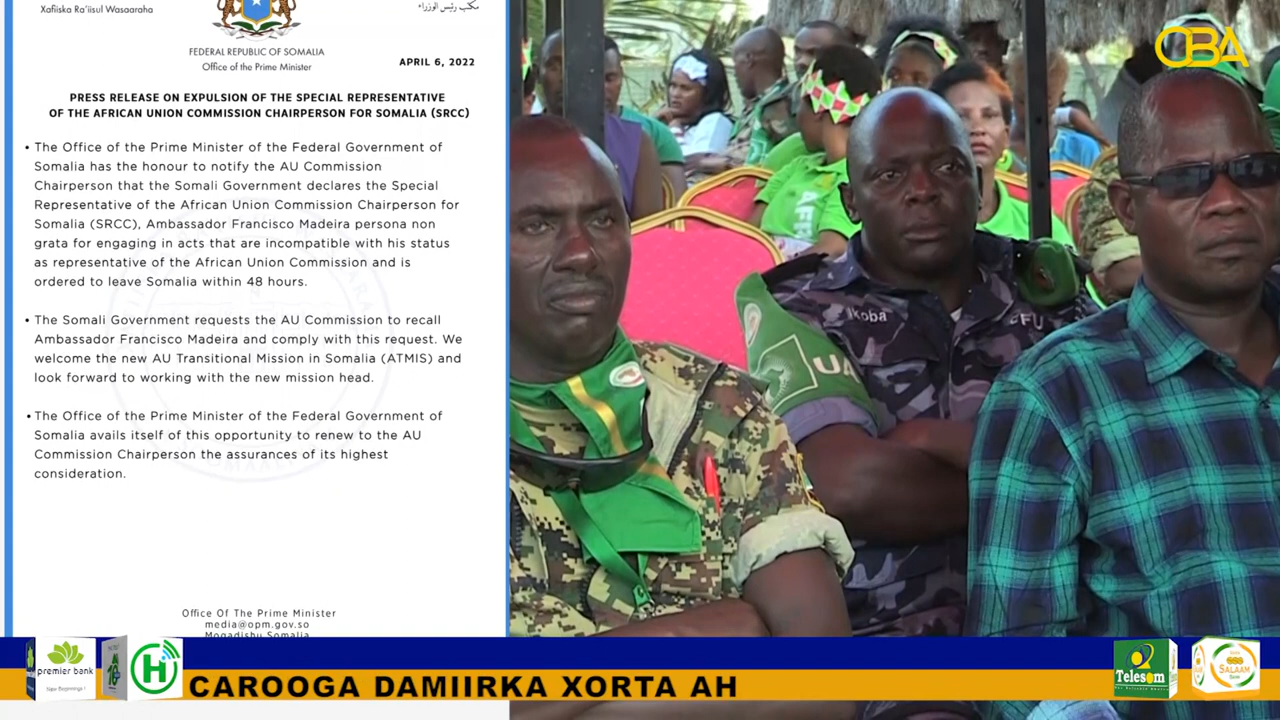 Xafiiska Ra'iisul Wasaaraha
مكتب رئيس الوزراء
FEDERAL REPUBLIC OF SOMALIA
Office of the Prime Minister
APRIL 6, 2022
PRESS RELEASE ON EXPULSION OF THE SPECIAL REPRESENTATIVE
OF THE AFRICAN UNION COMMISSION CHAIRPERSON FOR SOMALIA (SRCC)
• The Office of the Prime Minister of the Federal Government of
Somalia has the honour to notify the AU Commission
Chairperson that the Somali Government declares the Special
Representative of the African Union Commission Chairperson for
Somalia (SRCC), Ambassador Francisco Madeira persona non
grata for engaging in acts that are incompatible with his status
as representative of the African Union Commission and is
ordered to leave Somalia within 48 hours.
• The Somali Government requests the AU Commission to recall
Ambassador Francisco Madeira and comply with this request. We
welcome the new AU Transitional Mission in Somalia (ATMIS) and
look forward to working with the new mission head.
• The Office of the Prime Minister of the Federal Government of
Somalia avails itself of this opportunity to renew to the AU
Commission Chairperson the assurances of its highest
consideration.
Office Of The Prime Minister
media@opm.gov.so
Mogadishu Somalia
OBA
UA
premier bank
H
CAROOGA DAMIIRKA XORTA AH
Telesom
SALAAM